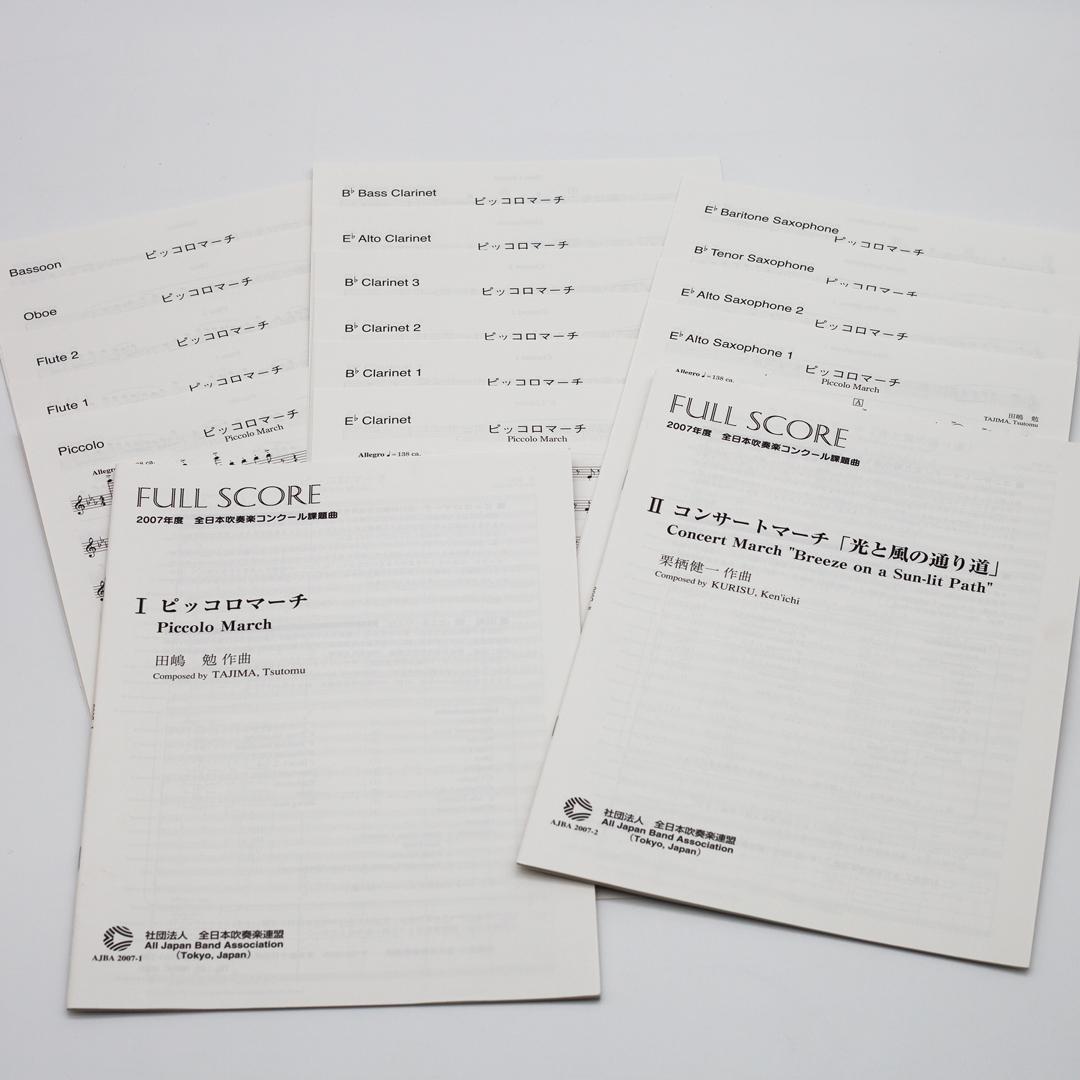 Bassoon ピッコロマーチ
Oboe ピッコロマーチ
Flute 2 ピッコロマーチ
Flute 1 ピッコロマーチ
Piccolo ピッコロマーチ
Piccolo March
B♭ Bass Clarinet ピッコロマーチ
E♭ Alto Clarinet ピッコロマーチ
B♭ Clarinet 3 ピッコロマーチ
B♭ Clarinet 2 ピッコロマーチ
B♭ Clarinet 1 ピッコロマーチ
E♭ Clarinet ピッコロマーチ
Piccolo March
Allegro ♩=138 ca.
E♭ Baritone Saxophone ピッコロマーチ
B♭ Tenor Saxophone ピッコロマーチ
E♭ Alto Saxophone 2 ピッコロマーチ
E♭ Alto Saxophone 1 ピッコロマーチ
Piccolo March
Allegro ♩=138 ca.
A
田嶋 勉
TAJIMA, Tsutomu
FULL SCORE
2007年度 全日本吹奏楽コンクール課題曲
I ピッコロマーチ
Piccolo March
田嶋 勉 作曲
Composed by TAJIMA, Tsutomu
社団法人 全日本吹奏楽連盟
All Japan Band Association
(Tokyo, Japan)
AJBA 2007-1
FULL SCORE
2007年度 全日本吹奏楽コンクール課題曲
II コンサートマーチ「光と風の通り道」
Concert March "Breeze on a Sun-lit Path"
栗栖健一 作曲
Composed by KURISU, Ken'ichi
社団法人 全日本吹奏楽連盟
All Japan Band Association
(Tokyo, Japan)
AJBA 2007-2